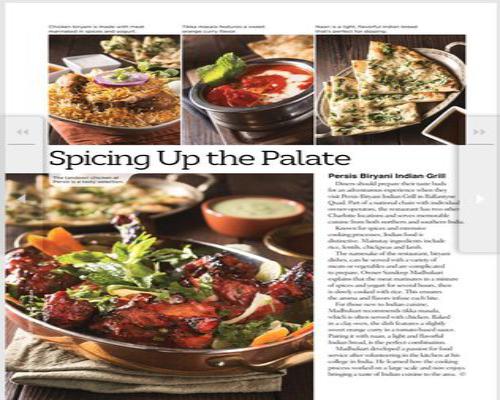 Chicken biryani is made with meat
marinated in spices and yogurt.
Tikka masala features a sweet
orange curry flavor.
Naan is a light, flavorful Indian bread
that's perfect for dipping.
Spicing Up the Palate
The tandoori chicken at
Persis is a tasty selection.
Persis Biryani Indian Grill
Diners should prepare their taste buds
for an adventurous experience when they
visit Persis Biryani Indian Grill in Ballantyne
Quad. Part of a national chain with individual
owner-operators, the restaurant has two other
Charlotte locations and serves memorable
cuisine from both northern and southern India.
Known for spices and extensive
cooking processes, Indian food is
distinctive. Mainstay ingredients include
rice, lentils, chickpeas and lamb.
The namesake of the restaurant, biryani
dishes, can be served with a variety of
meats or vegetables and are complicated
to prepare. Owner Sandeep Madhukuri
explains that the meat marinates in a mixture
of spices and yogurt for several hours, then
is slowly cooked with rice. This ensures
the aroma and flavors infuse each bite.
For those new to Indian cuisine,
Madhukuri recommends tikka masala,
which is often served with chicken. Baked
in a clay oven, the dish features a slightly
sweet orange curry in a tomato-based sauce.
Pairing it with naan, a light and flavorful
Indian bread, is the perfect combination.
Madhukuri developed a passion for food
service after volunteering in the kitchen at his
college in India. He learned how the cooking
process worked on a large scale and now enjoys
bringing a taste of Indian cuisine to the area.